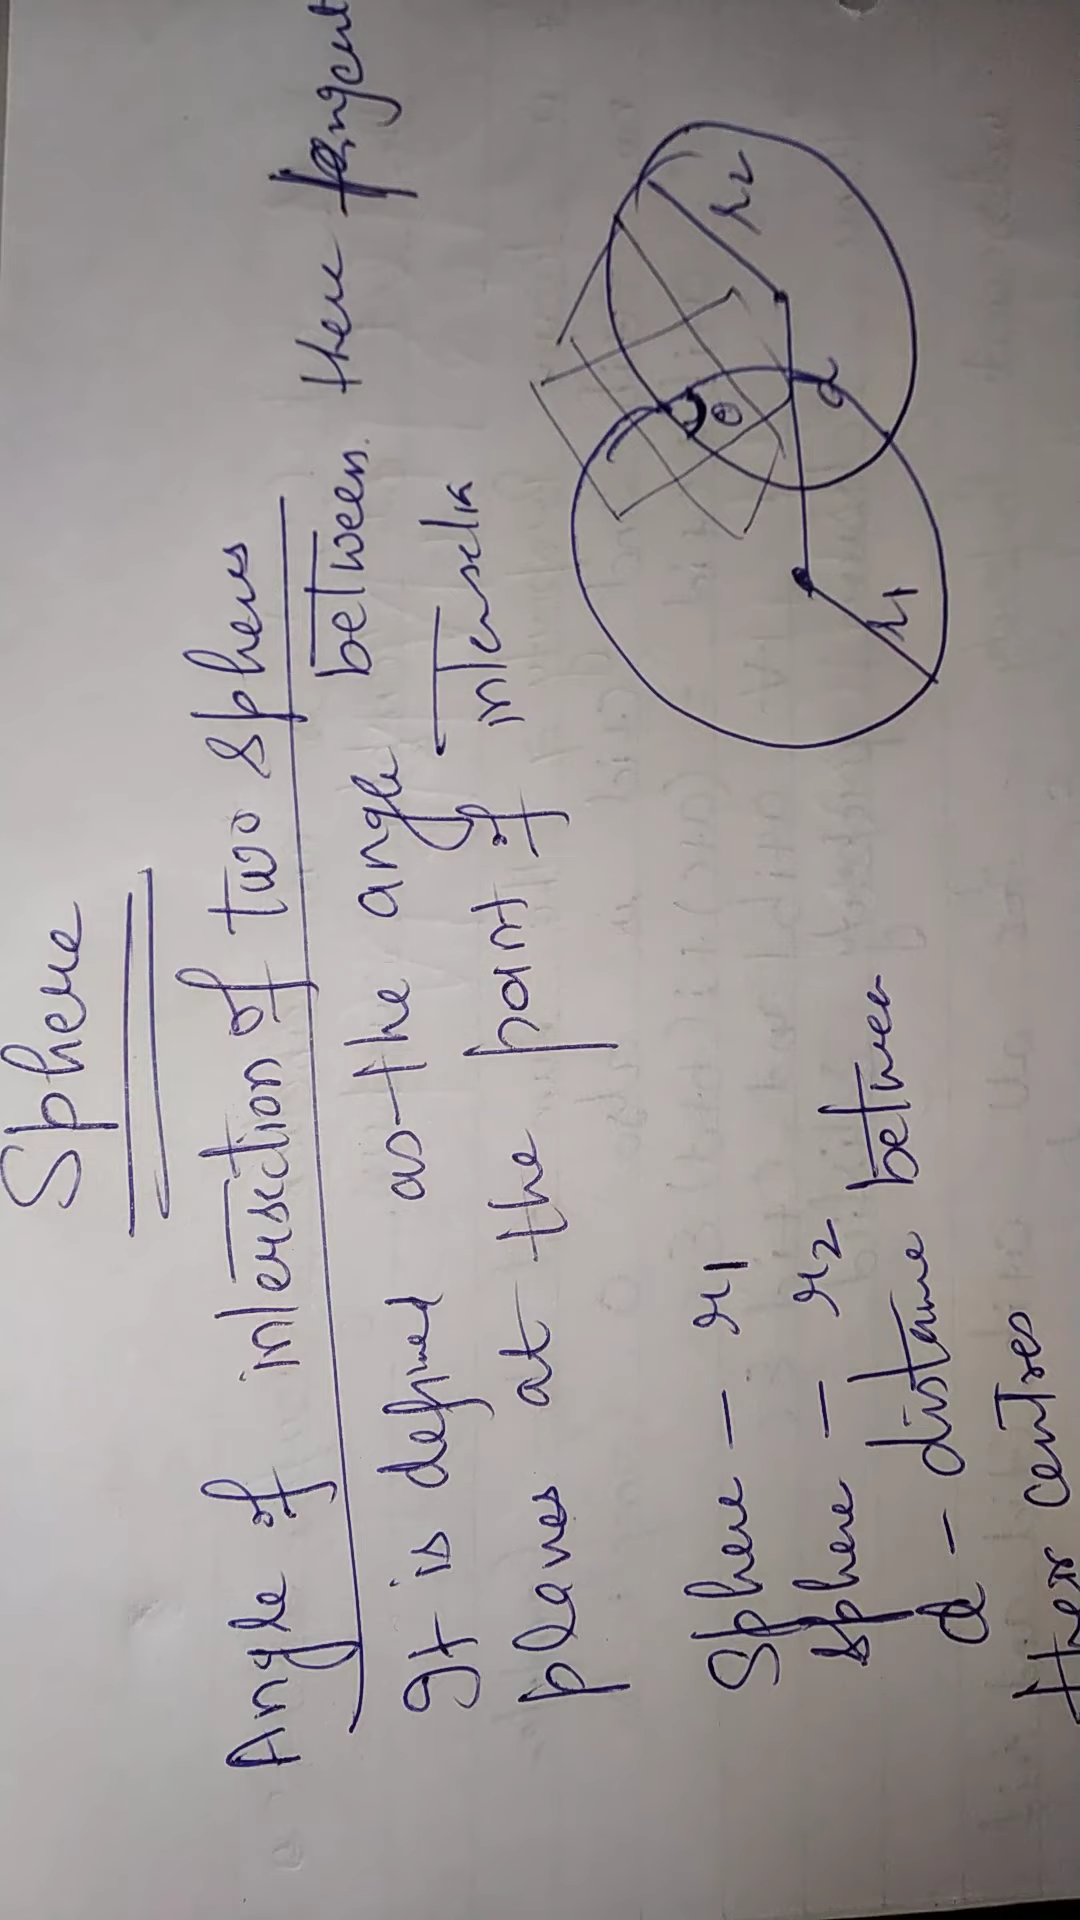 Sphere
Angle of intersection of two spheres
It is defined as the angle between their tangent
planes at the point of
Sphere - r1
sphere - r2
d - distance between
their centres
r1
d
r2
θ